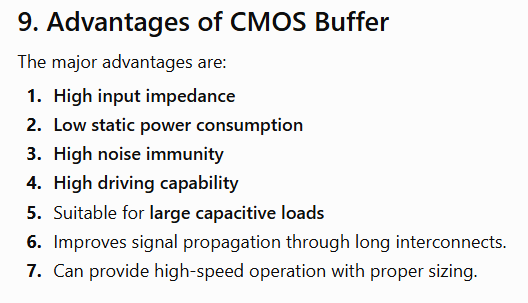 9. Advantages of CMOS Buffer
The major advantages are:
1. High input impedance
2. Low static power consumption
3. High noise immunity
4. High driving capability
5. Suitable for large capacitive loads
6. Improves signal propagation through long interconnects.
7. Can provide high-speed operation with proper sizing.